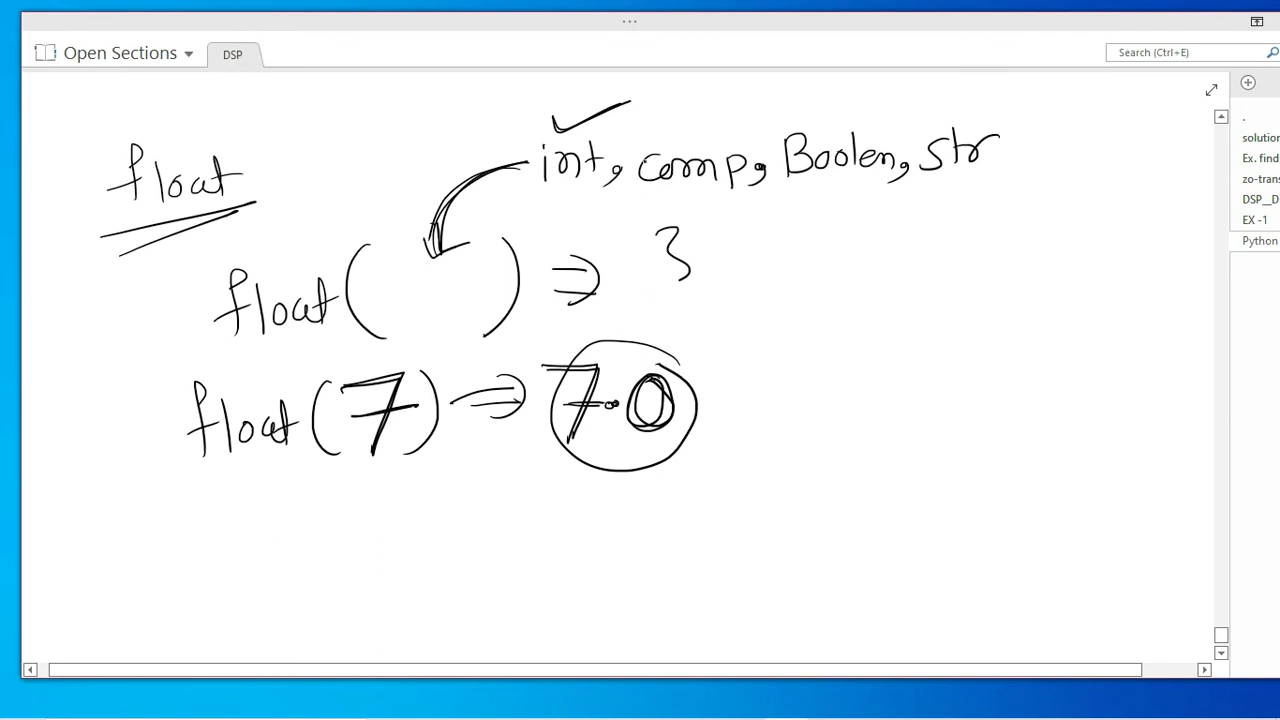 ...
Open Sections
DSP
Search (Ctrl+E)
.
solution
Ex. find
zo-trans
DSP__D
EX -1
Python
float
int, comp, Boolen, str
float( ) ⇒ 3
float(7) ⇒ 7.0